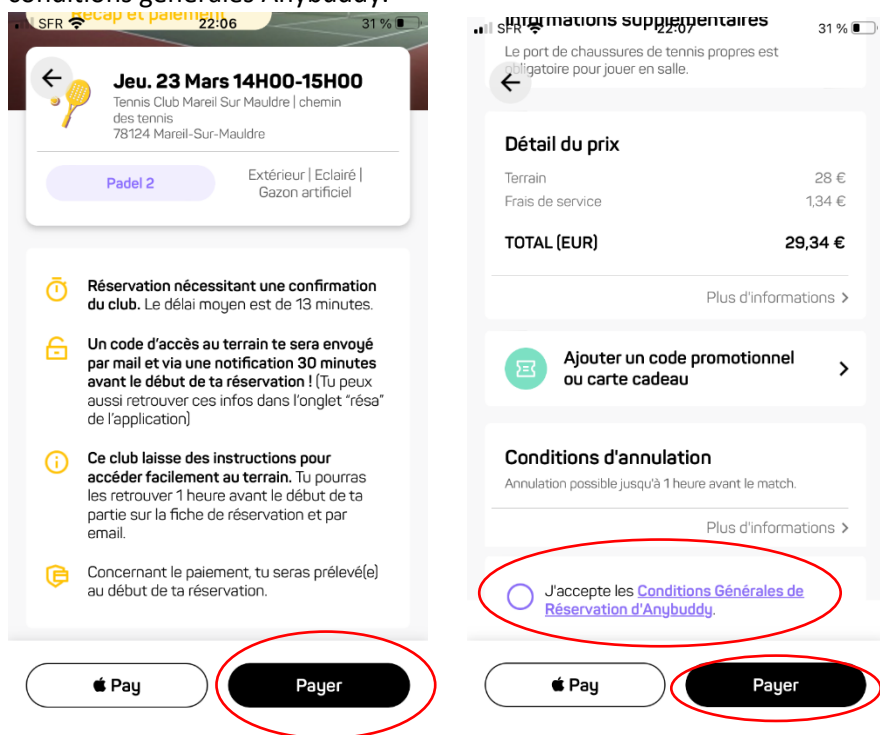 conditions générales Anybuddy.
SFR 22:06 31 %
Récap et paiement
Jeu. 23 Mars 14H00-15H00
Tennis Club Mareil Sur Mauldre | chemin
des tennis
78124 Mareil-Sur-Mauldre
Padel 2
Extérieur | Eclairé |
Gazon artificiel
Réservation nécessitant une confirmation
du club. Le délai moyen est de 13 minutes.
Un code d'accès au terrain te sera envoyé
par mail et via une notification 30 minutes
avant le début de ta réservation ! (Tu peux
aussi retrouver ces infos dans l'onglet "résa"
de l'application)
Ce club laisse des instructions pour
accéder facilement au terrain. Tu pourras
les retrouver 1 heure avant le début de ta
partie sur la fiche de réservation et par
email.
Concernant le paiement, tu seras prélevé(e)
au début de ta réservation.
Pay
Payer
SFR 22:07 31 %
Informations supplémentaires
Le port de chaussures de tennis propres est
obligatoire pour jouer en salle.
Détail du prix
Terrain 28 €
Frais de service 1,34 €
TOTAL (EUR) 29,34 €
Plus d'informations >
Ajouter un code promotionnel
ou carte cadeau
Conditions d'annulation
Annulation possible jusqu'à 1 heure avant le match.
Plus d'informations >
J'accepte les Conditions Générales de
Réservation d'Anybuddy.
Pay
Payer